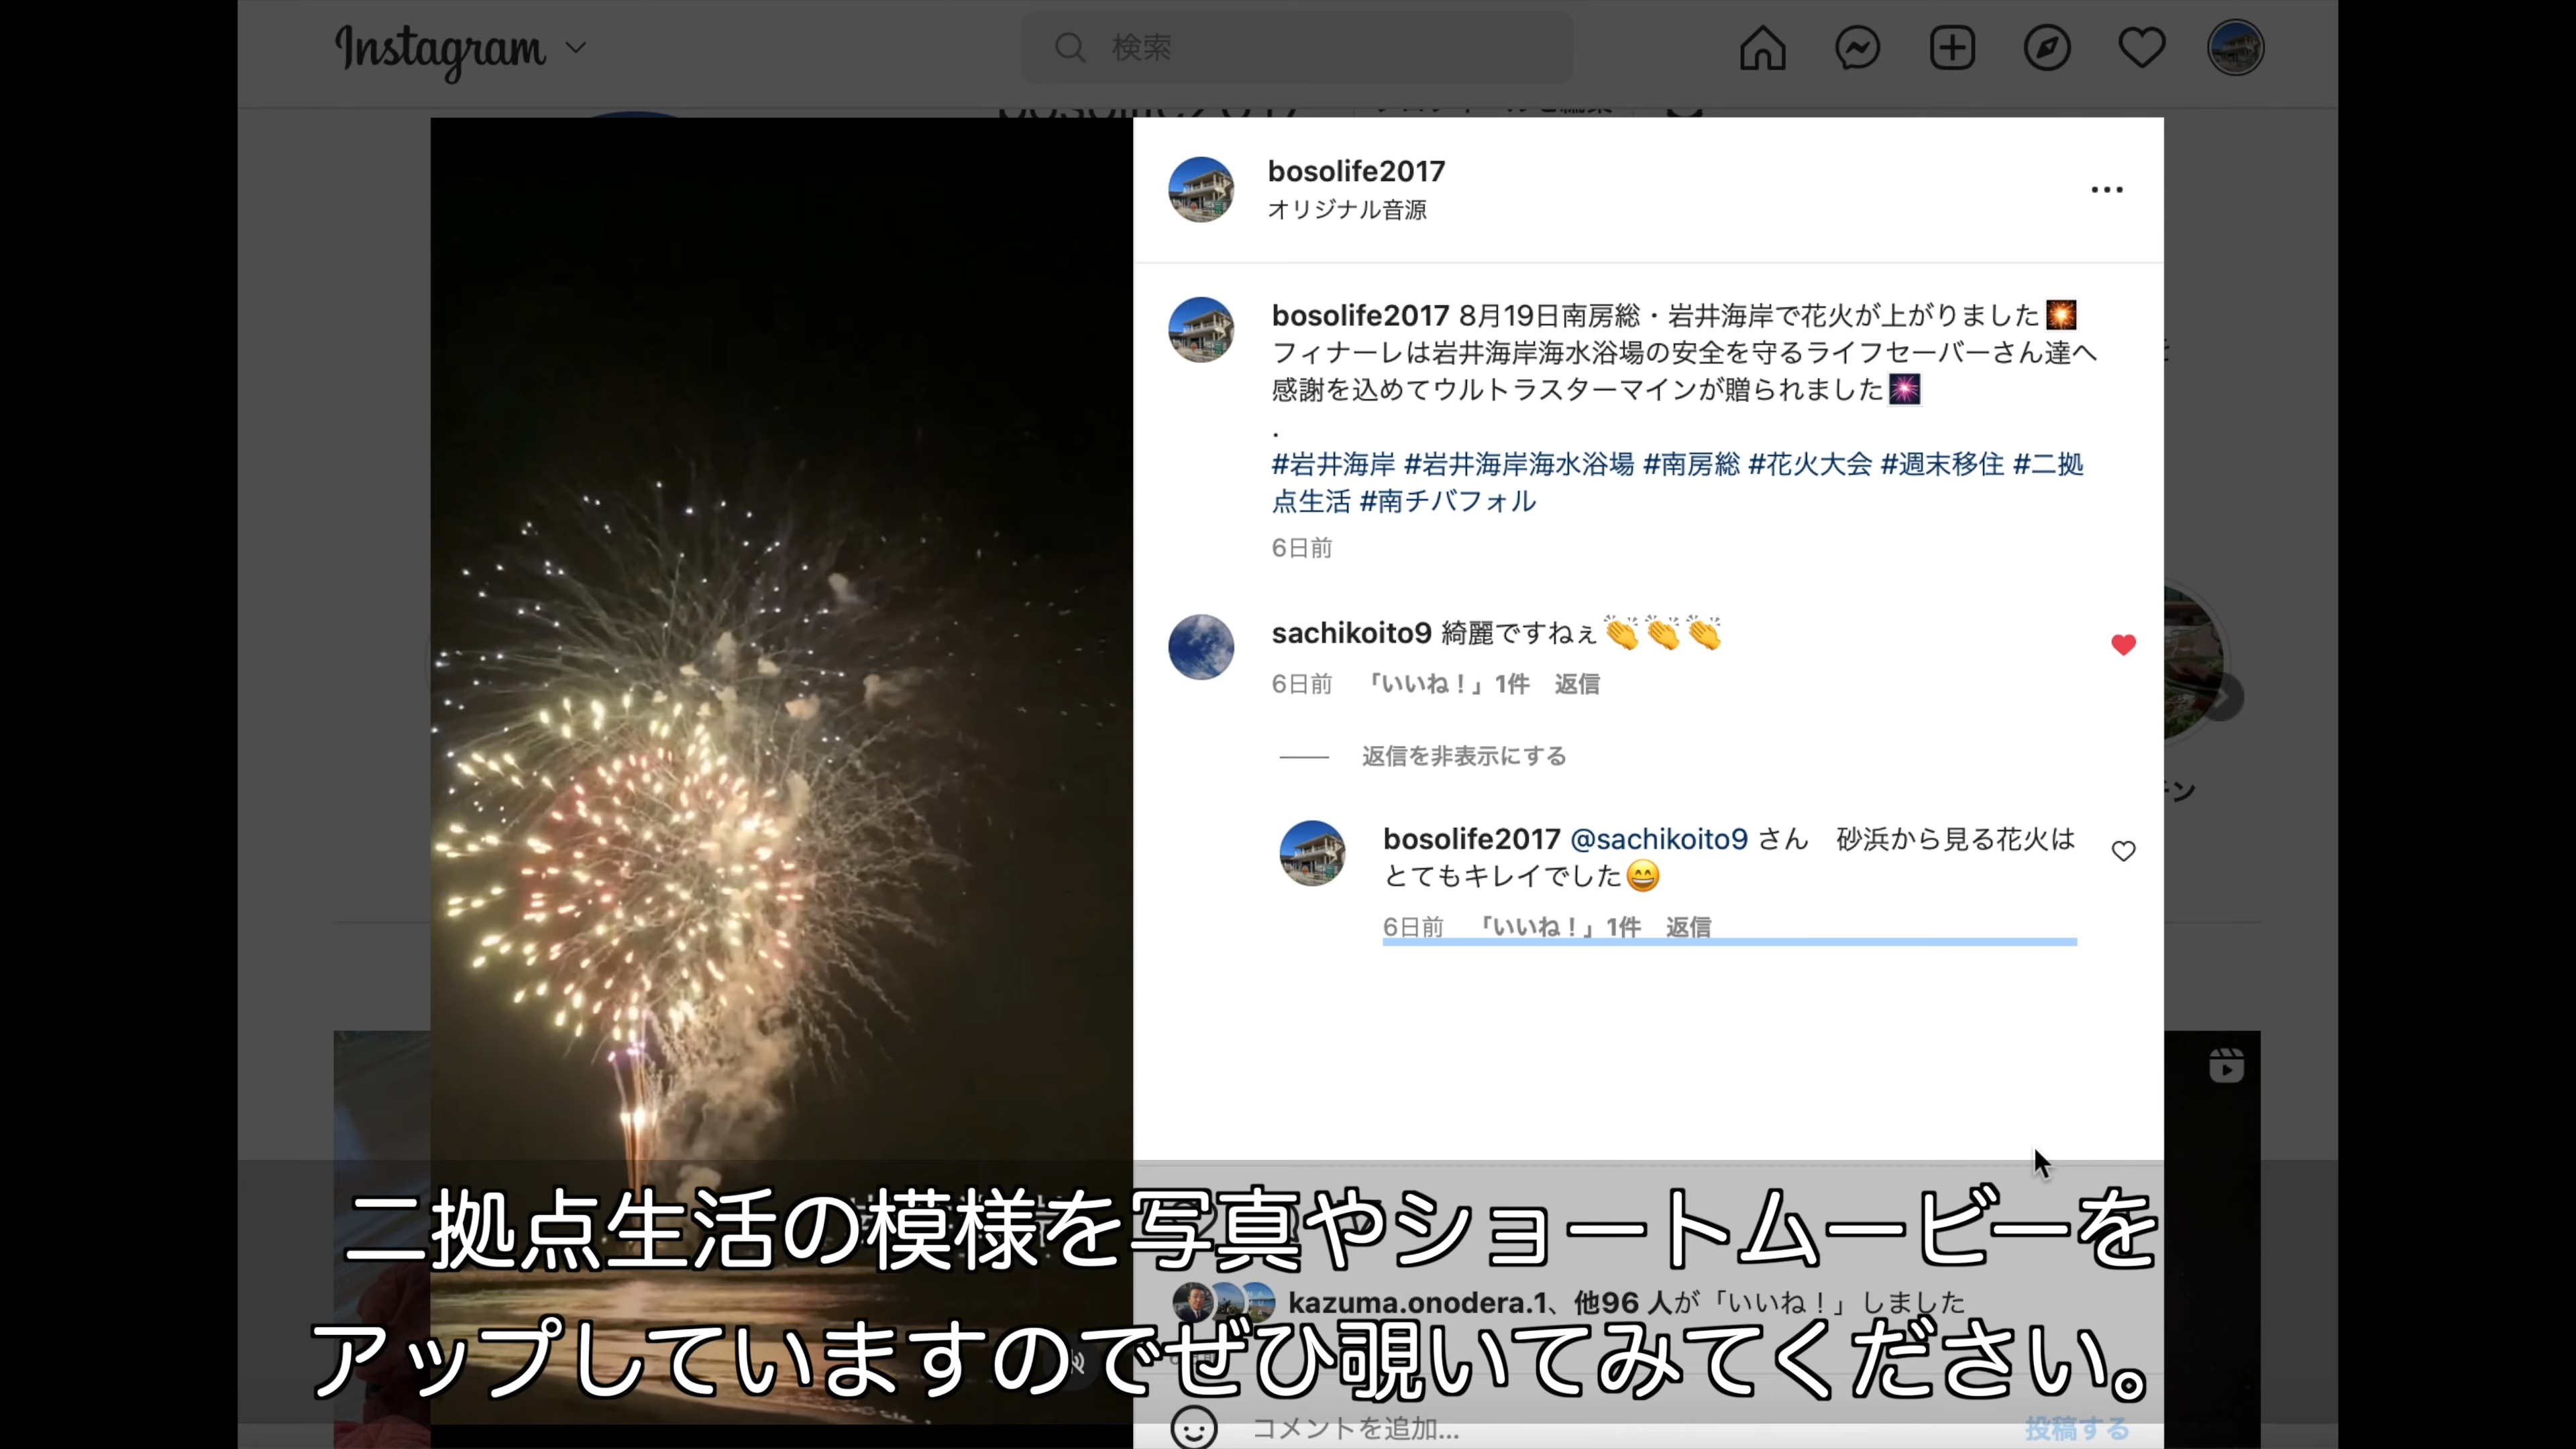 Instagram
検索
bosolife2017
オリジナル音源
bosolife2017 8月19日南房総・岩井海岸で花火が上がりました🎇
フィナーレは岩井海岸海水浴場の安全を守るライフセーバーさん達へ
感謝を込めてウルトラスターマインが贈られました🎆
.
#岩井海岸 #岩井海岸海水浴場 #南房総 #花火大会 #週末移住 #二拠
点生活 #南チバフォル
6日前
sachikoito9 綺麗ですねぇ👏👏👏
6日前 「いいね！」1件 返信
返信を非表示にする
bosolife2017 @sachikoito9 さん　砂浜から見る花火は
とてもキレイでした😄
6日前 「いいね！」1件 返信
二拠点生活の模様を写真やショートムービーを
kazuma.onodera.1、他96 人が「いいね！」しました
アップしていますのでぜひ覗いてみてください。
コメントを追加...
投稿する